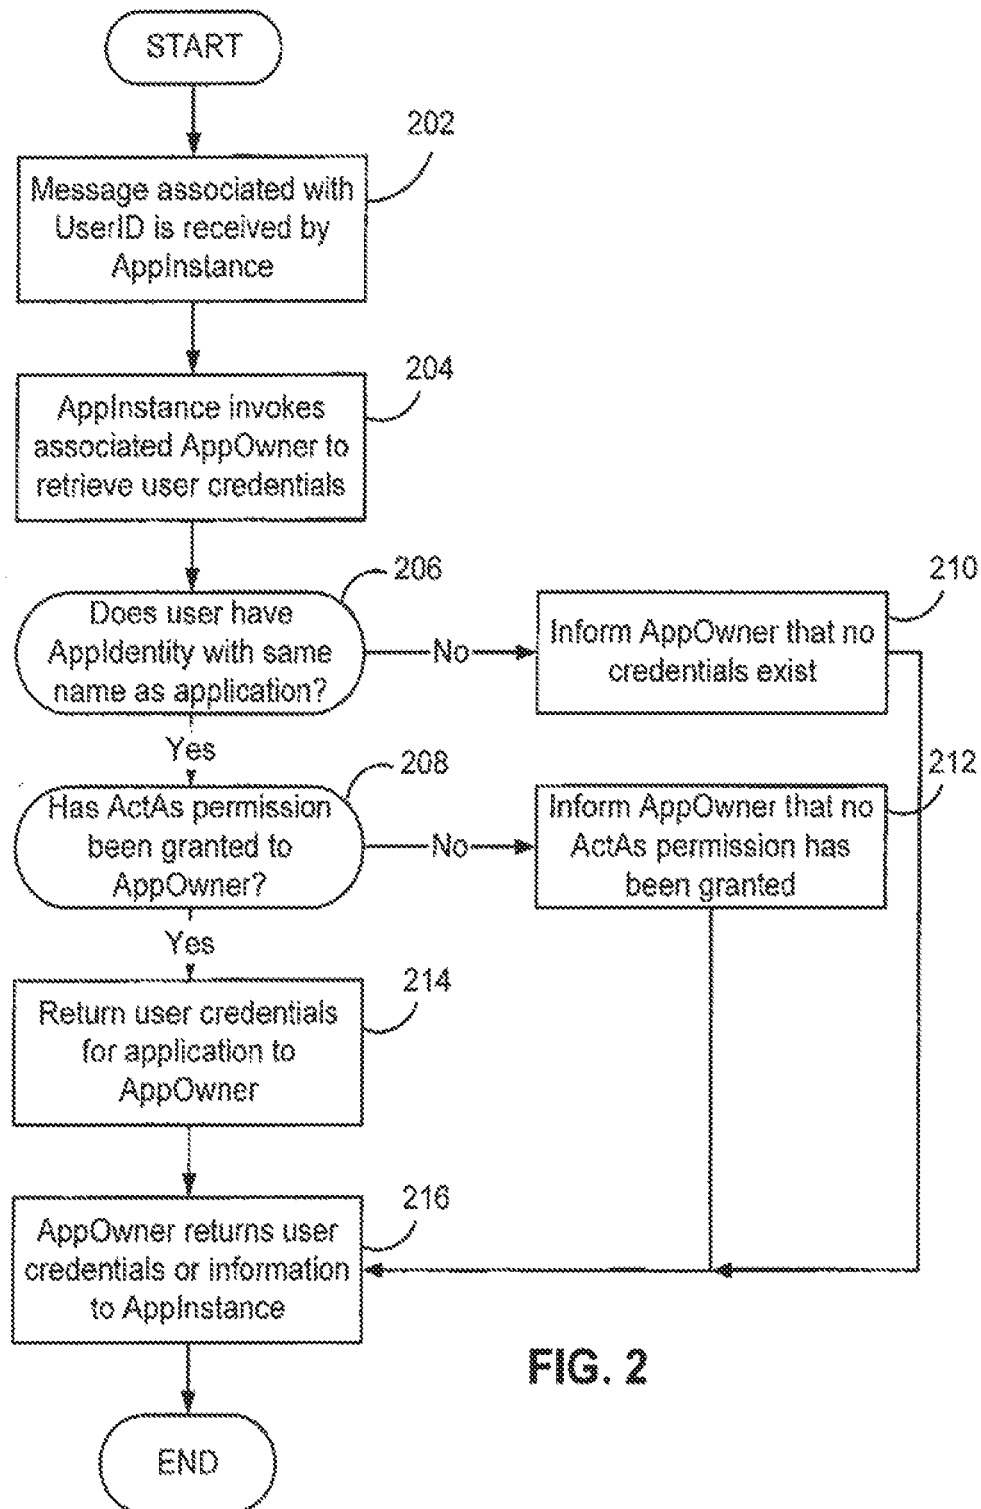 START
202
Message associated with
UserID is received by
AppInstance
204
AppInstance invokes
associated AppOwner to
retrieve user credentials
206
Does user have
AppIdentity with same
name as application?
No
210
Inform AppOwner that no
credentials exist
Yes
208
Has ActAs permission
been granted to
AppOwner?
No
212
Inform AppOwner that no
ActAs permission has
been granted
Yes
214
Return user credentials
for application to
AppOwner
216
AppOwner returns user
credentials or information
to AppInstance
FIG. 2
END